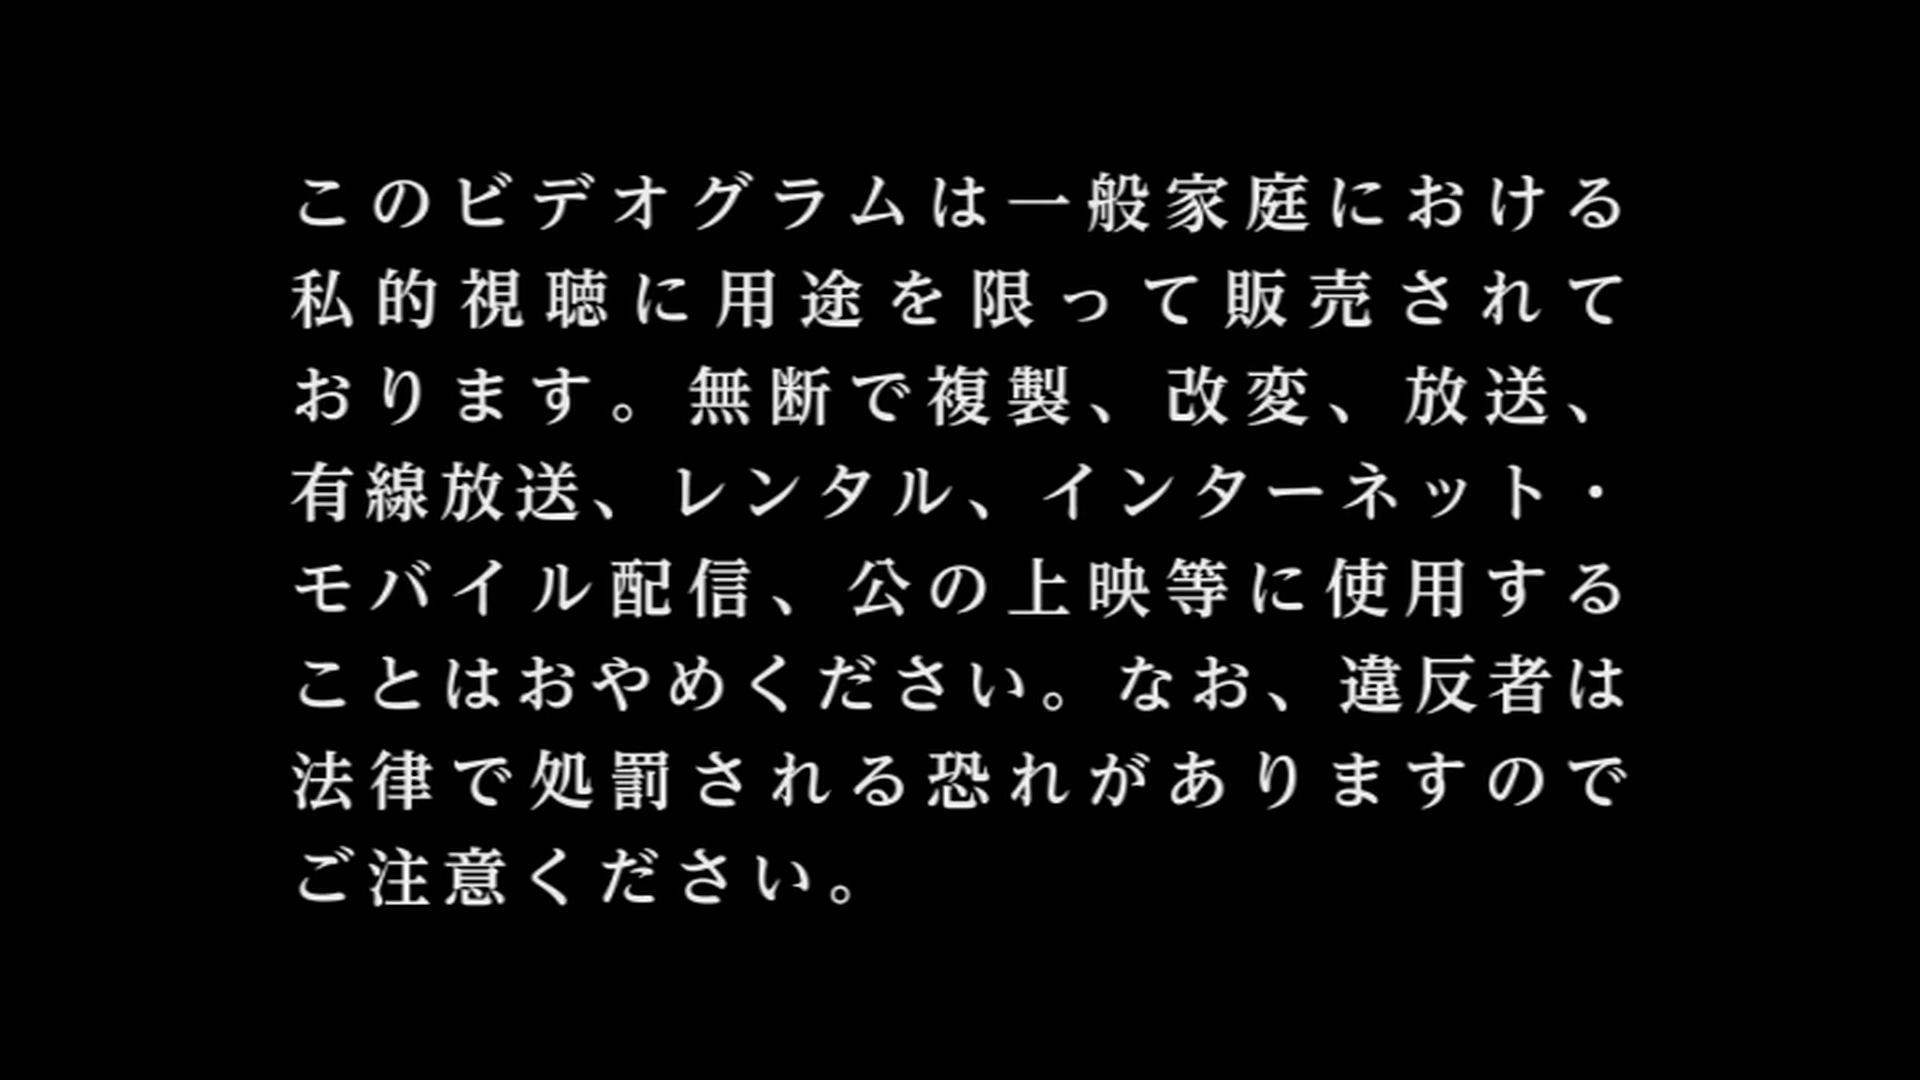 このビデオグラムは一般家庭における
私的視聴に用途を限って販売されて
おります。無断で複製、改変、放送、
有線放送、レンタル、インターネット・
モバイル配信、公の上映等に使用する
ことはおやめください。なお、違反者は
法律で処罰される恐れがありますので
ご注意ください。